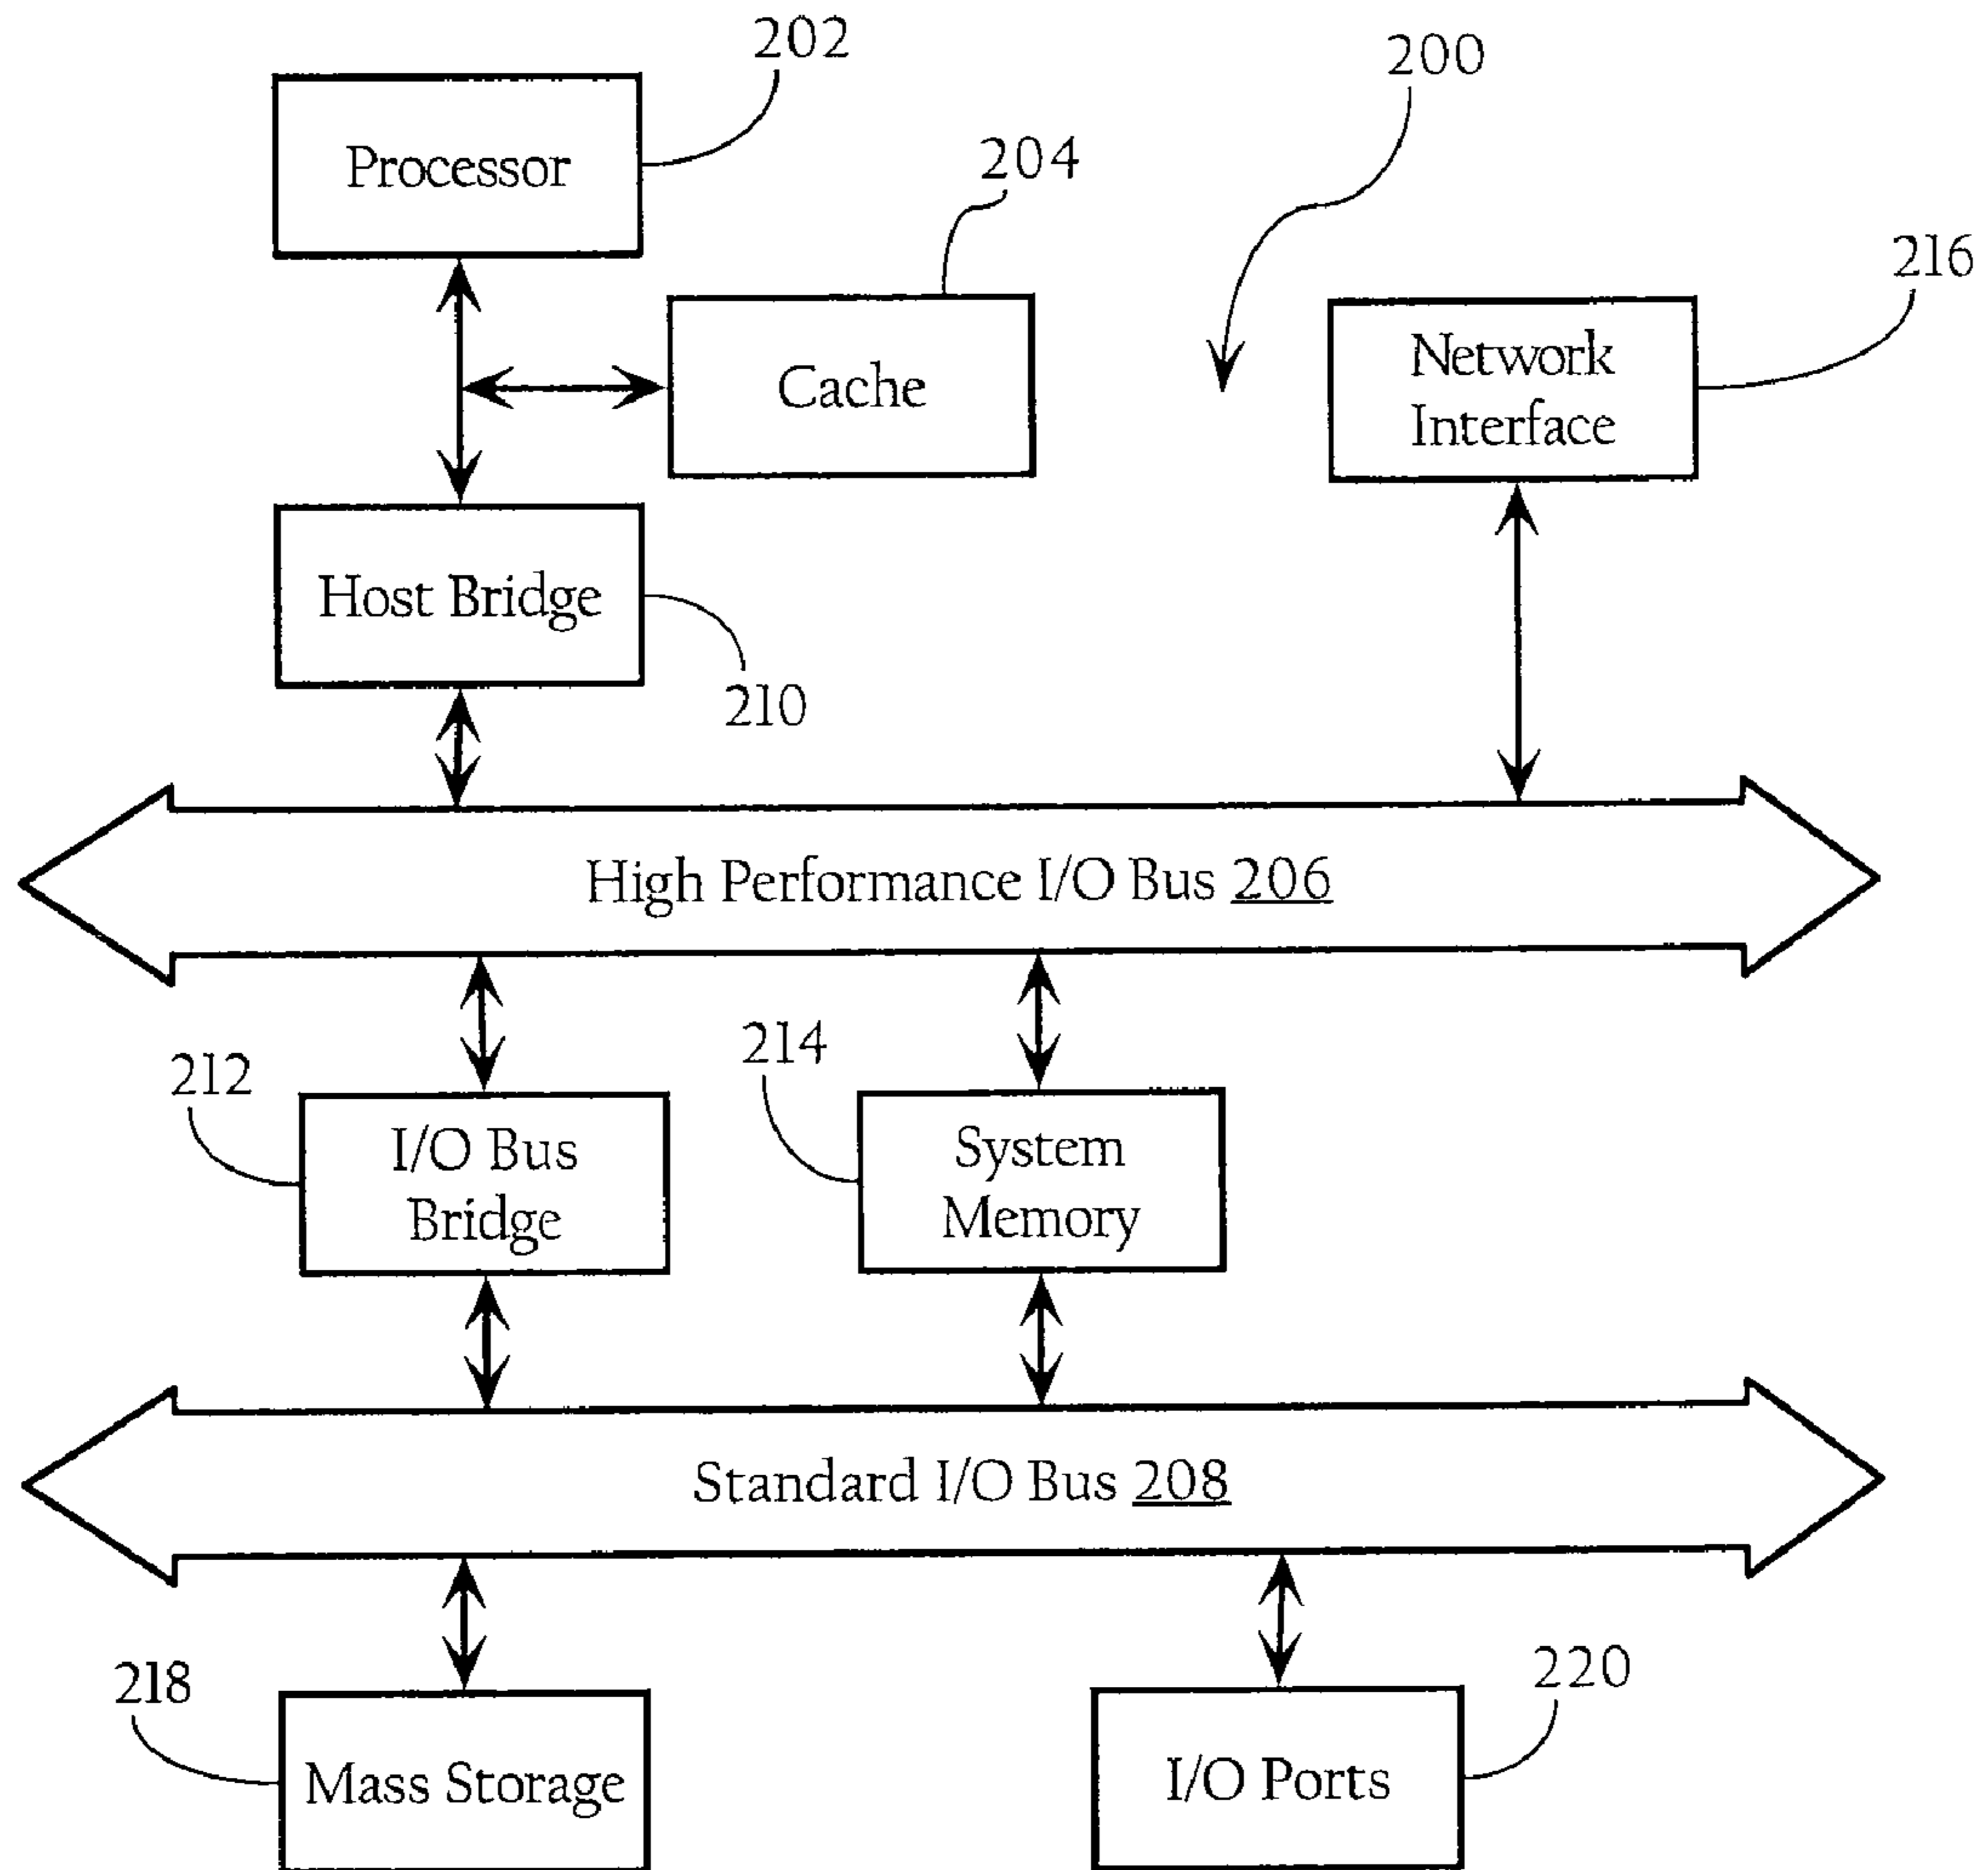 202
200
Processor
204
216
Network
Interface
Cache
Host Bridge
210
High Performance I/O Bus 206
212
214
I/O Bus
Bridge
System
Memory
Standard I/O Bus 208
218
220
Mass Storage
I/O Ports